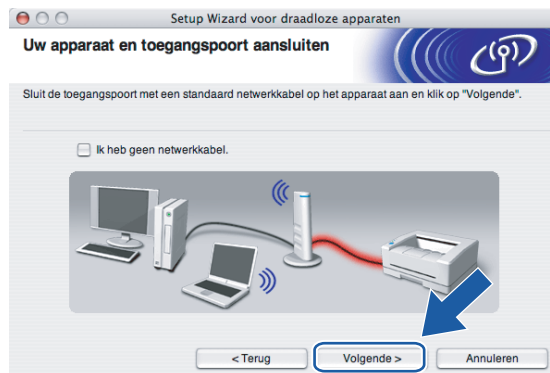 Setup Wizard voor draadloze apparaten
Uw apparaat en toegangspoort aansluiten
Sluit de toegangspoort met een standaard netwerkkabel op het apparaat aan en klik op "Volgende".
Ik heb geen netwerkkabel.
< Terug
Volgende >
Annuleren